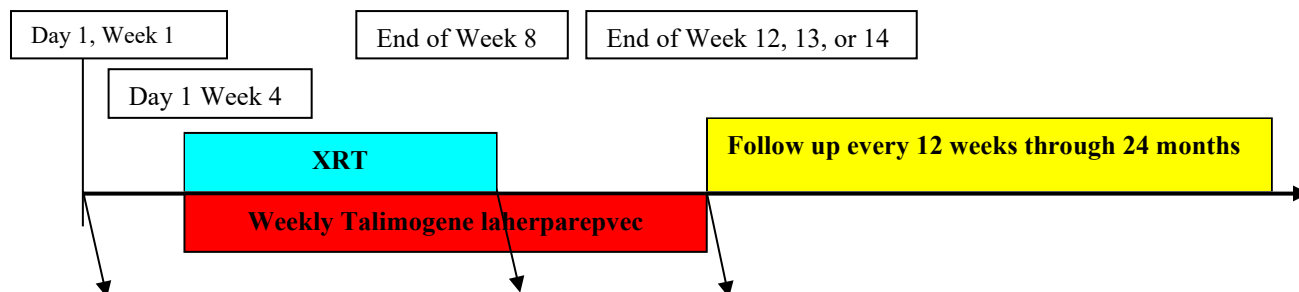 Day 1, Week 1
End of Week 8
End of Week 12, 13, or 14
Day 1 Week 4
XRT
Follow up every 12 weeks through 24 months
Weekly Talimogene laherparepvec